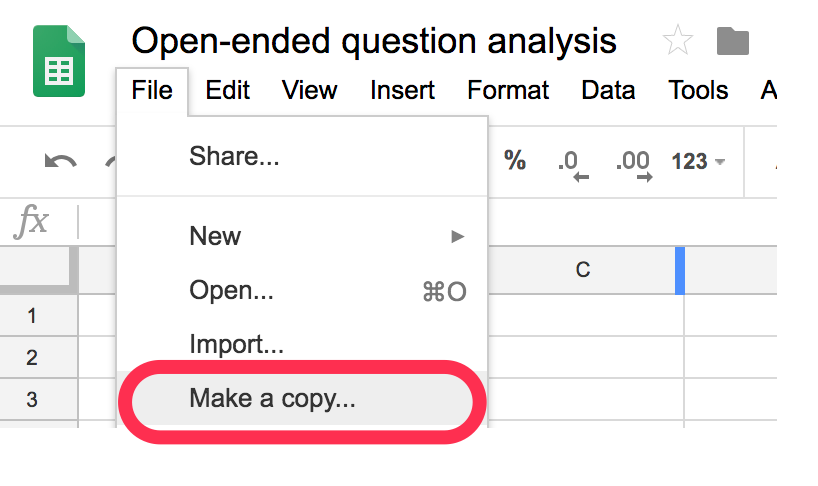 Open-ended question analysis
File Edit View Insert Format Data Tools A
Share...
% .0 .00 123
New
fx
Open... ⌘O
C
1
Import...
2
Make a copy...
3